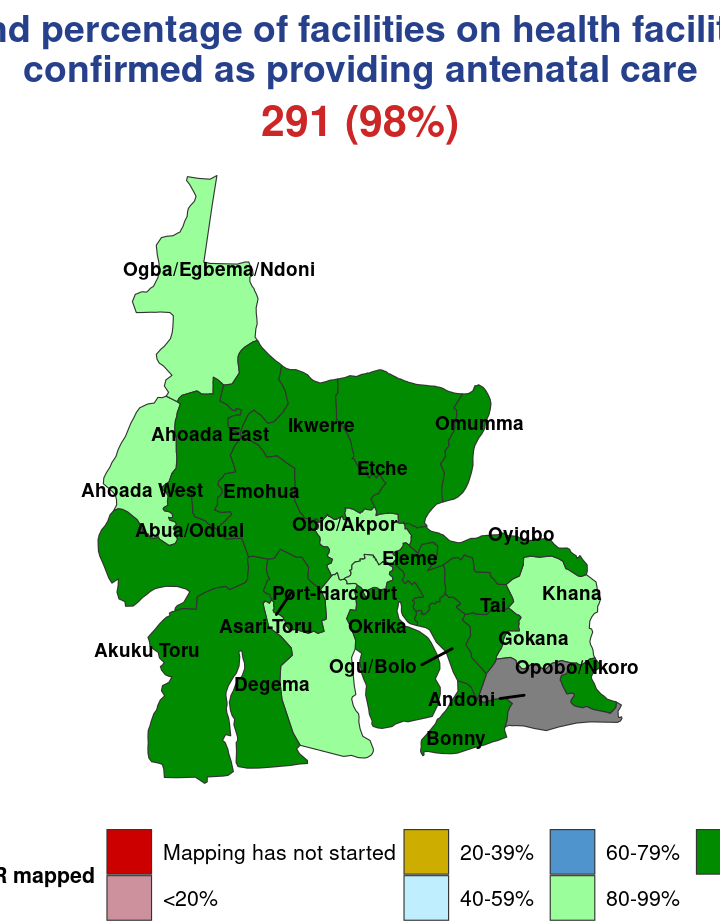 percentage of facilities on health
confirmed as providing antenatal care
291 (98%)
Ogba/Egbema/Ndoni
Omumma
Ikwerre
Ahoada East
Etche
Ahoada West
Emohua
Obio/Akpor
Abua/Odual
Oyigbo
Eleme
Port-Harcourt
Khana
Tai
Asari-Toru
Okrika
Gokana
Akuku Toru
Ogu/Bolo
Opobo/Nkoro
Degema
Andoni
Bonny
Mapping has not started
20-39%
60-79%
R mapped
<20%
40-59%
80-99%